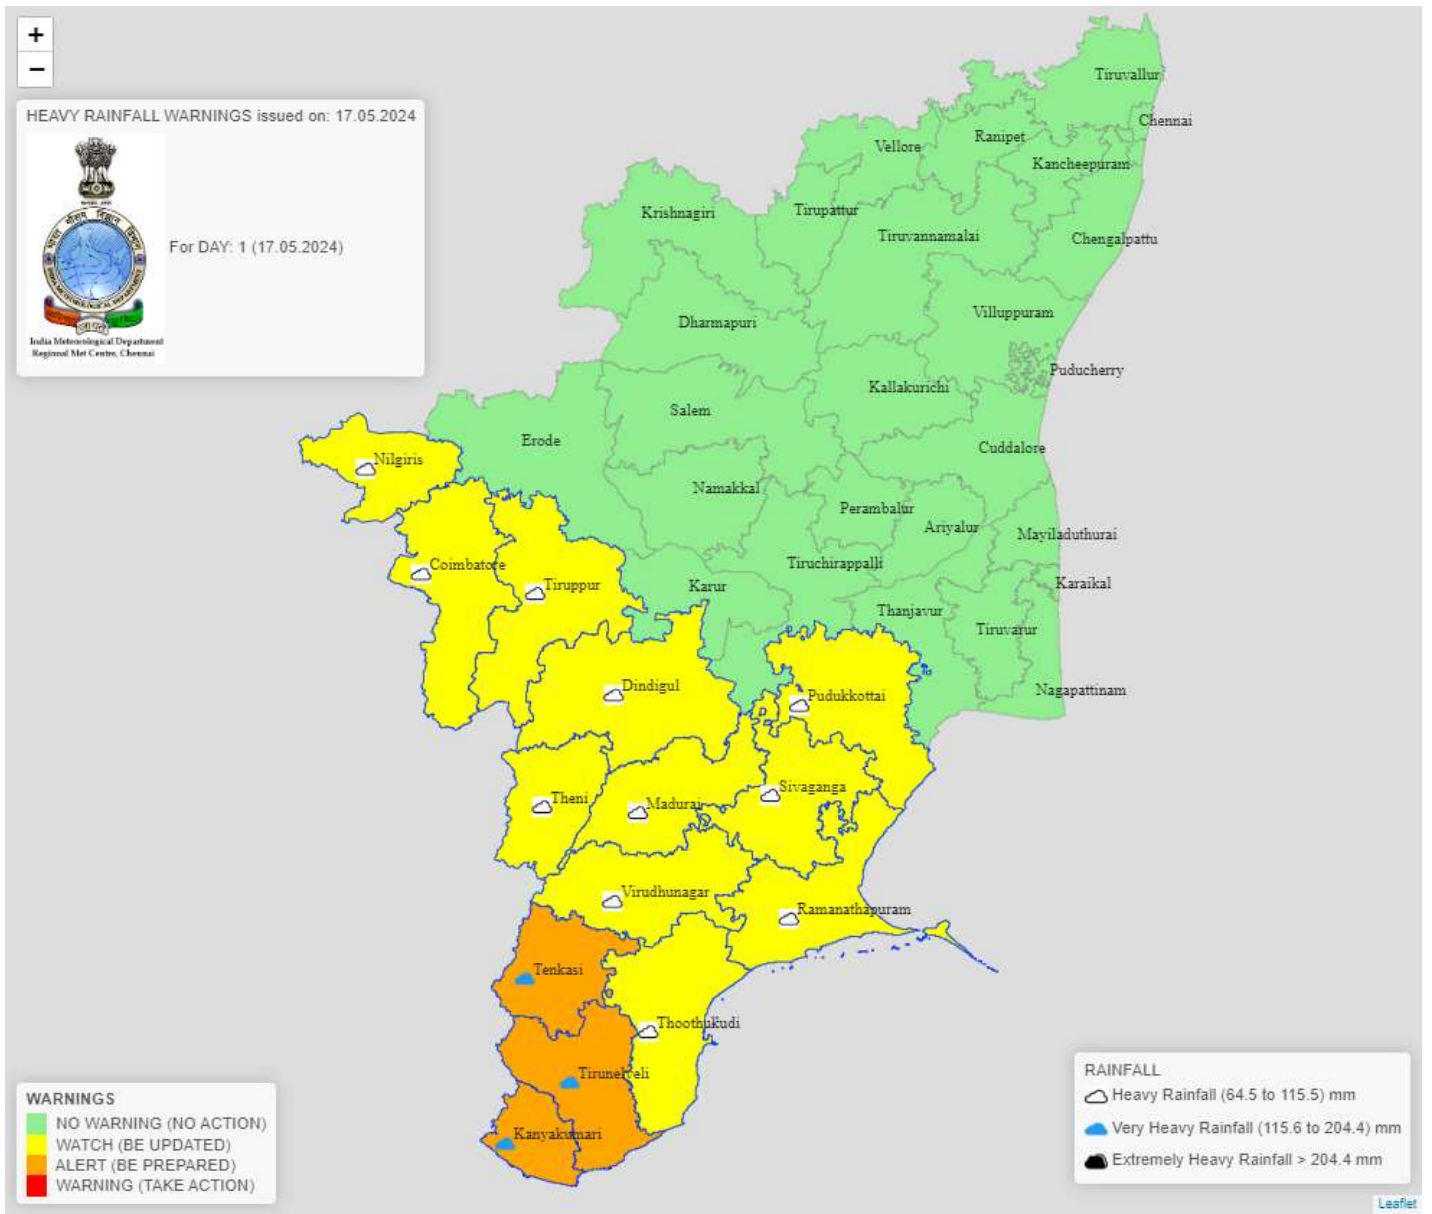 +
−
HEAVY RAINFALL WARNINGS issued on: 17.05.2024
For DAY: 1 (17.05.2024)
भारत मौसम विज्ञान विभाग
INDIA METEOROLOGICAL DEPARTMENT
India Meteorological Department
Regional Met Centre, Chennai
Tiruvallur
Chennai
Ranipet
Vellore
Kancheepuram
Krishnagiri
Tirupattur
Tiruvannamalai
Chengalpattu
Villuppuram
Dharmapuri
Puducherry
Kallakurichi
Salem
Erode
Cuddalore
Nilgiris
Namakkal
Perambalur
Ariyalur
Mayiladuthurai
Coimbatore
Tiruchirappalli
Tiruppur
Karur
Karaikal
Thanjavur
Tiruvarur
Dindigul
Pudukkottai
Nagapattinam
Theni
Madurai
Sivaganga
Virudhunagar
Ramanathapuram
Tenkasi
Thoothukudi
Tirunelveli
Kanyakumari
WARNINGS
NO WARNING (NO ACTION)
WATCH (BE UPDATED)
ALERT (BE PREPARED)
WARNING (TAKE ACTION)
RAINFALL
Heavy Rainfall (64.5 to 115.5) mm
Very Heavy Rainfall (115.6 to 204.4) mm
Extremely Heavy Rainfall > 204.4 mm
Leaflet